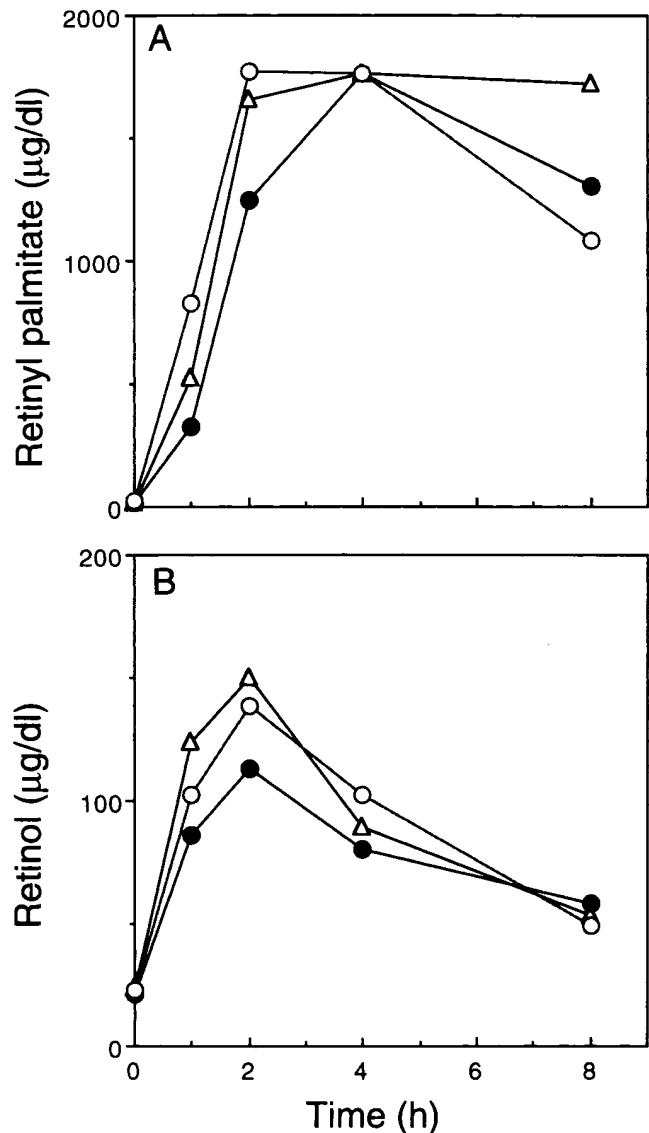 A
2000
1000
0
Retinyl palmitate (μg/dl)
B
200
100
0
Retinol (μg/dl)
0 2 4 6 8
Time (h)